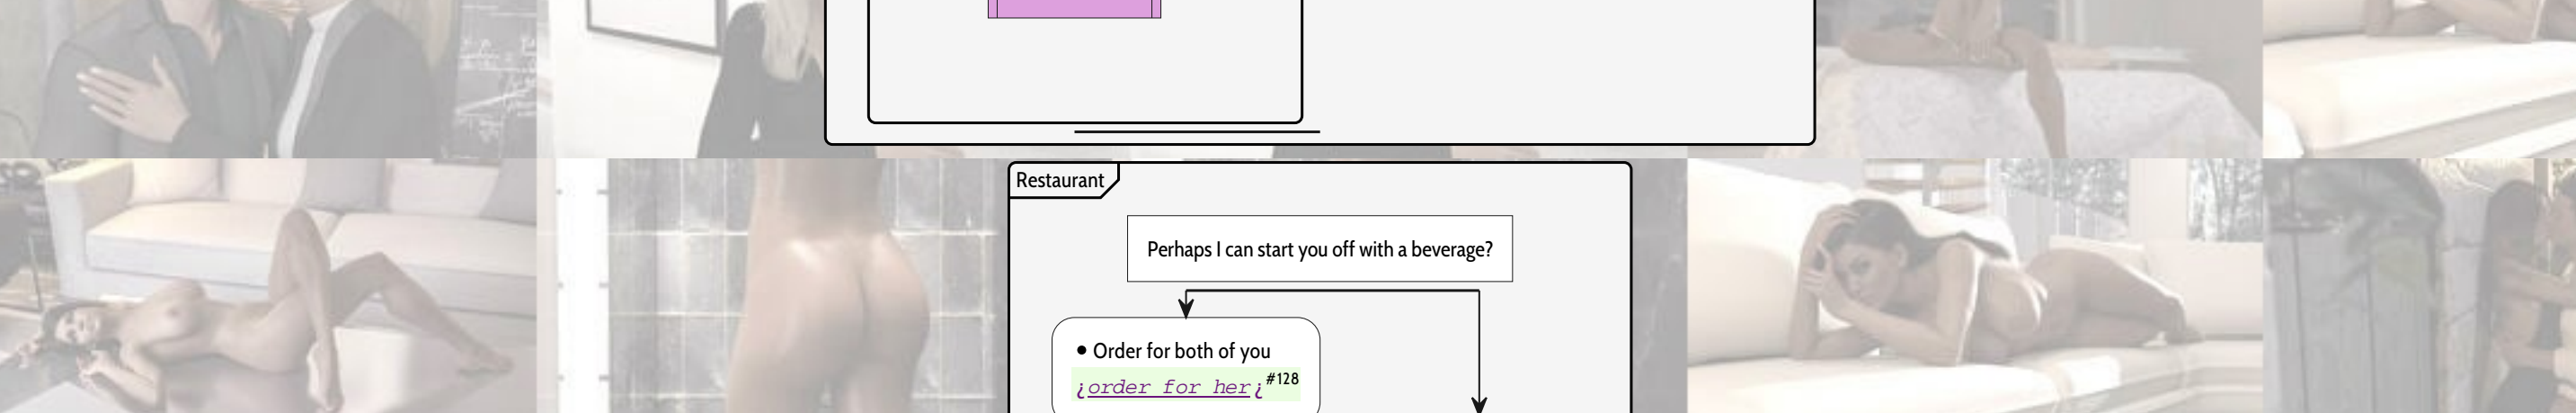 Restaurant
Perhaps I can start you off with a beverage?
• Order for both of you
¿order for her¿#128